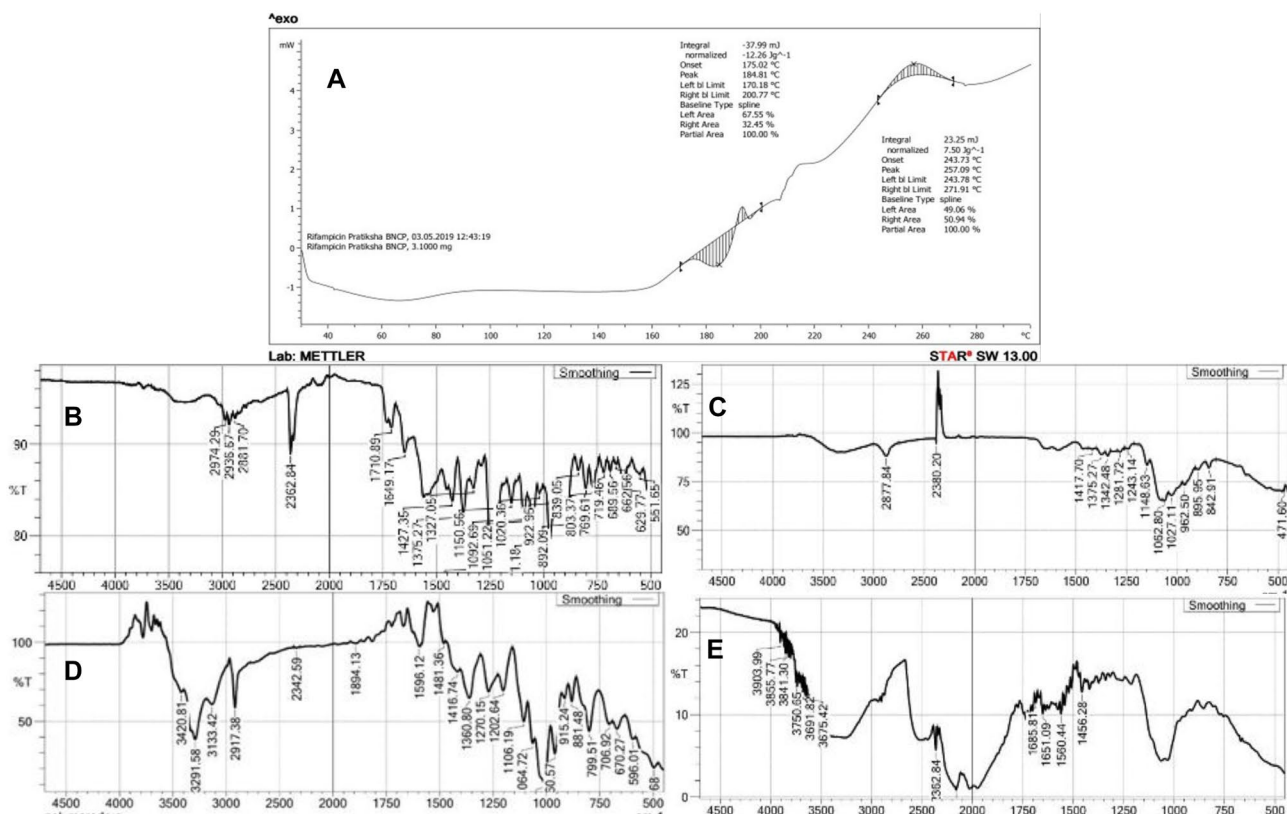 ^exo
mW
A
Integral -37.99 mJ
normalized -12.26 Jg^-1
Onset 175.02 °C
Peak 184.81 °C
Left bl Limit 170.18 °C
Right bl Limit 200.77 °C
Baseline Type spline
Left Area 67.55 %
Right Area 32.45 %
Partial Area 100.00 %
Integral 23.25 mJ
normalized 7.50 Jg^-1
Onset 243.73 °C
Peak 257.09 °C
Left bl Limit 243.78 °C
Right bl Limit 271.91 °C
Baseline Type spline
Left Area 49.06 %
Right Area 50.94 %
Partial Area 100.00 %
4
3
2
1
0
-1
Rifampicin Pratiksha BNCP, 03.05.2019 12:43:19
Rifampicin Pratiksha BNCP, 3.1000 mg
40 60 80 100 120 140 160 180 200 220 240 260 280 °C
Lab: METTLER
STAR® SW 13.00
B
Smoothing
90
%T
80
2974.29
2936.67
2881.70
2362.84
1710.89
1649.17
1427.35
1375.27
1327.05
1150.56
1092.69
1051.22
1020.36
1.18
922.95
892.09
839.05
803.37
769.61
719.46
689.56
662.56
629.77
551.65
4500 4000 3500 3000 2500 2000 1750 1500 1250 1000 750 500
C
Smoothing
125
%T
100
75
50
2877.84
2380.20
1417.70
1375.27
1342.48
1281.72
1243.14
1148.63
1062.80
1027.11
962.50
895.95
842.91
471.60
4500 4000 3500 3000 2500 2000 1750 1500 1250 1000 750 500
D
Smoothing
100
%T
50
3420.81
3291.58
3133.42
2917.38
2342.59
1894.13
1596.12
1481.36
1416.74
1360.80
1270.15
1202.64
1106.19
064.72
60.57
915.24
881.48
799.51
706.92
670.27
596.01
68
4500 4000 3500 3000 2500 2000 1750 1500 1250 1000 750 500
E
Smoothing
20
%T
10
0
3903.99
3855.77
3841.30
3750.65
3691.82
3675.42
2362.84
1685.81
1651.09
1560.44
1456.28
4500 4000 3500 3000 2500 2000 1750 1500 1250 1000 750 500